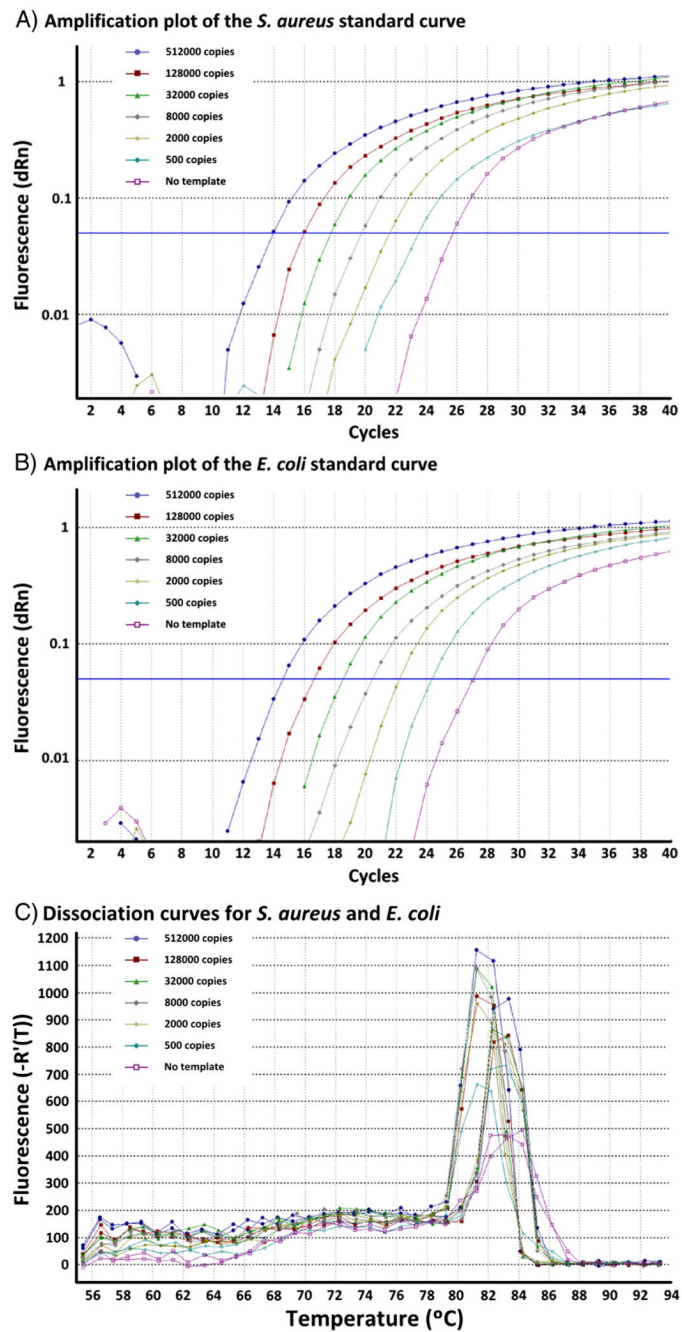 A) Amplification plot of the S. aureus standard curve
512000 copies
128000 copies
32000 copies
8000 copies
2000 copies
500 copies
No template
Fluorescence (dRn)
1
0.1
0.01
2 4 6 8 10 12 14 16 18 20 22 24 26 28 30 32 34 36 38 40
Cycles
B) Amplification plot of the E. coli standard curve
512000 copies
128000 copies
32000 copies
8000 copies
2000 copies
500 copies
No template
Fluorescence (dRn)
1
0.1
0.01
2 4 6 8 10 12 14 16 18 20 22 24 26 28 30 32 34 36 38 40
Cycles
C) Dissociation curves for S. aureus and E. coli
512000 copies
128000 copies
32000 copies
8000 copies
2000 copies
500 copies
No template
Fluorescence (-R'(T))
1200
1100
1000
900
800
700
600
500
400
300
200
100
0
56 58 60 62 64 66 68 70 72 74 76 78 80 82 84 86 88 90 92 94
Temperature (ºC)